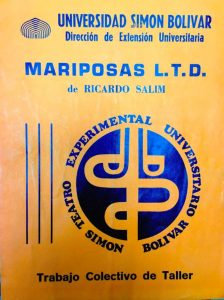 UNIVERSIDAD SIMON BOLIVAR
Dirección de Extensión Universitaria
MARIPOSAS L.T.D.
de RICARDO SALIM
TEATRO EXPERIMENTAL UNIVERSITARIO
SIMON BOLIVAR
Trabajo Colectivo de Taller